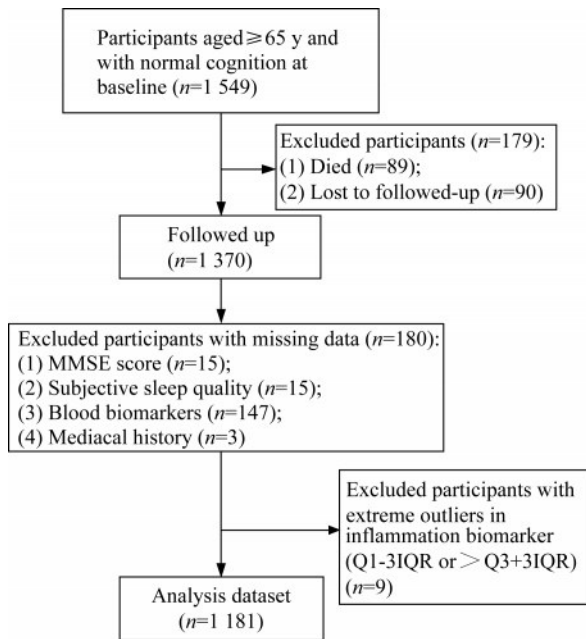 Participants aged≥65 y and
with normal cognition at
baseline (n=1 549)
Excluded participants (n=179):
(1) Died (n=89);
(2) Lost to followed-up (n=90)
Followed up
(n=1 370)
Excluded participants with missing data (n=180):
(1) MMSE score (n=15);
(2) Subjective sleep quality (n=15);
(3) Blood biomarkers (n=147);
(4) Mediacal history (n=3)
Excluded participants with
extreme outliers in
inflammation biomarker
(Q1-3IQR or＞Q3+3IQR)
(n=9)
Analysis dataset
(n=1 181)